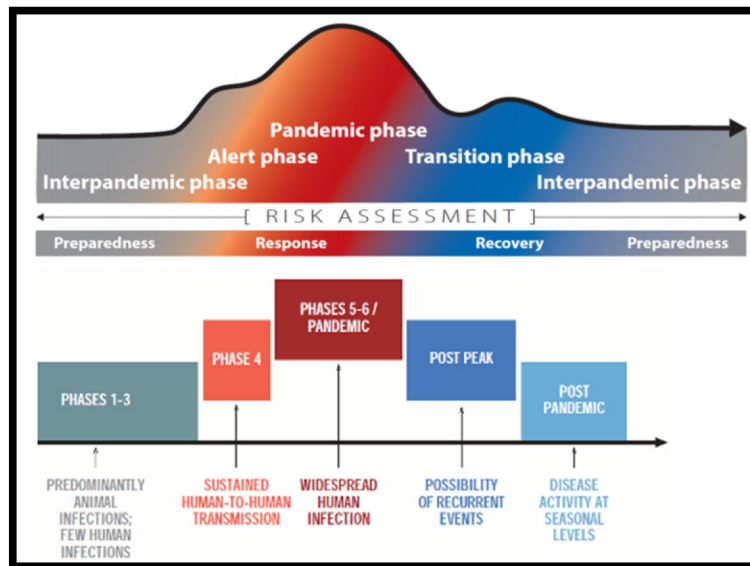 Pandemic phase
Alert phase
Transition phase
Interpandemic phase
Interpandemic phase
[ RISK ASSESSMENT ]
Preparedness
Response
Recovery
Preparedness
PHASES 5-6 /
PANDEMIC
PHASE 4
POST PEAK
PHASES 1-3
POST
PANDEMIC
PREDOMINANTLY
ANIMAL
INFECTIONS;
FEW HUMAN
INFECTIONS
SUSTAINED
HUMAN-TO-HUMAN
TRANSMISSION
WIDESPREAD
HUMAN
INFECTION
POSSIBILITY
OF RECURRENT
EVENTS
DISEASE
ACTIVITY AT
SEASONAL
LEVELS